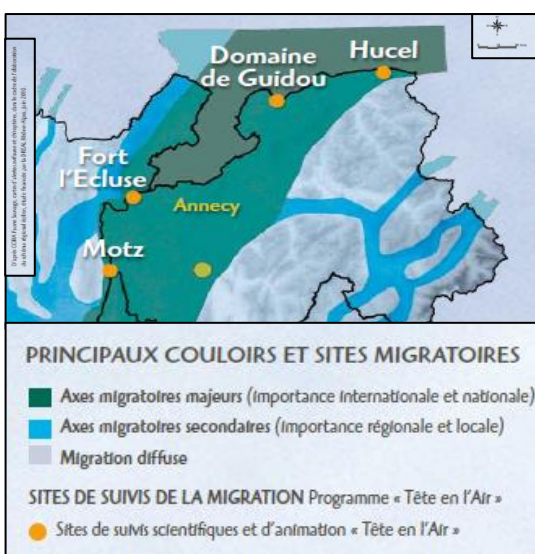 Domaine
de Guidou
Hucel
Fort
l'Ecluse
Annecy
Motz
PRINCIPAUX COULOIRS ET SITES MIGRATOIRES
Axes migratoires majeurs (importance internationale et nationale)
Axes migratoires secondaires (importance régionale et locale)
Migration diffuse
SITES DE SUIVIS DE LA MIGRATION Programme « Tête en l'Air »
Sites de suivis scientifiques et d'animation « Tête en l'Air »